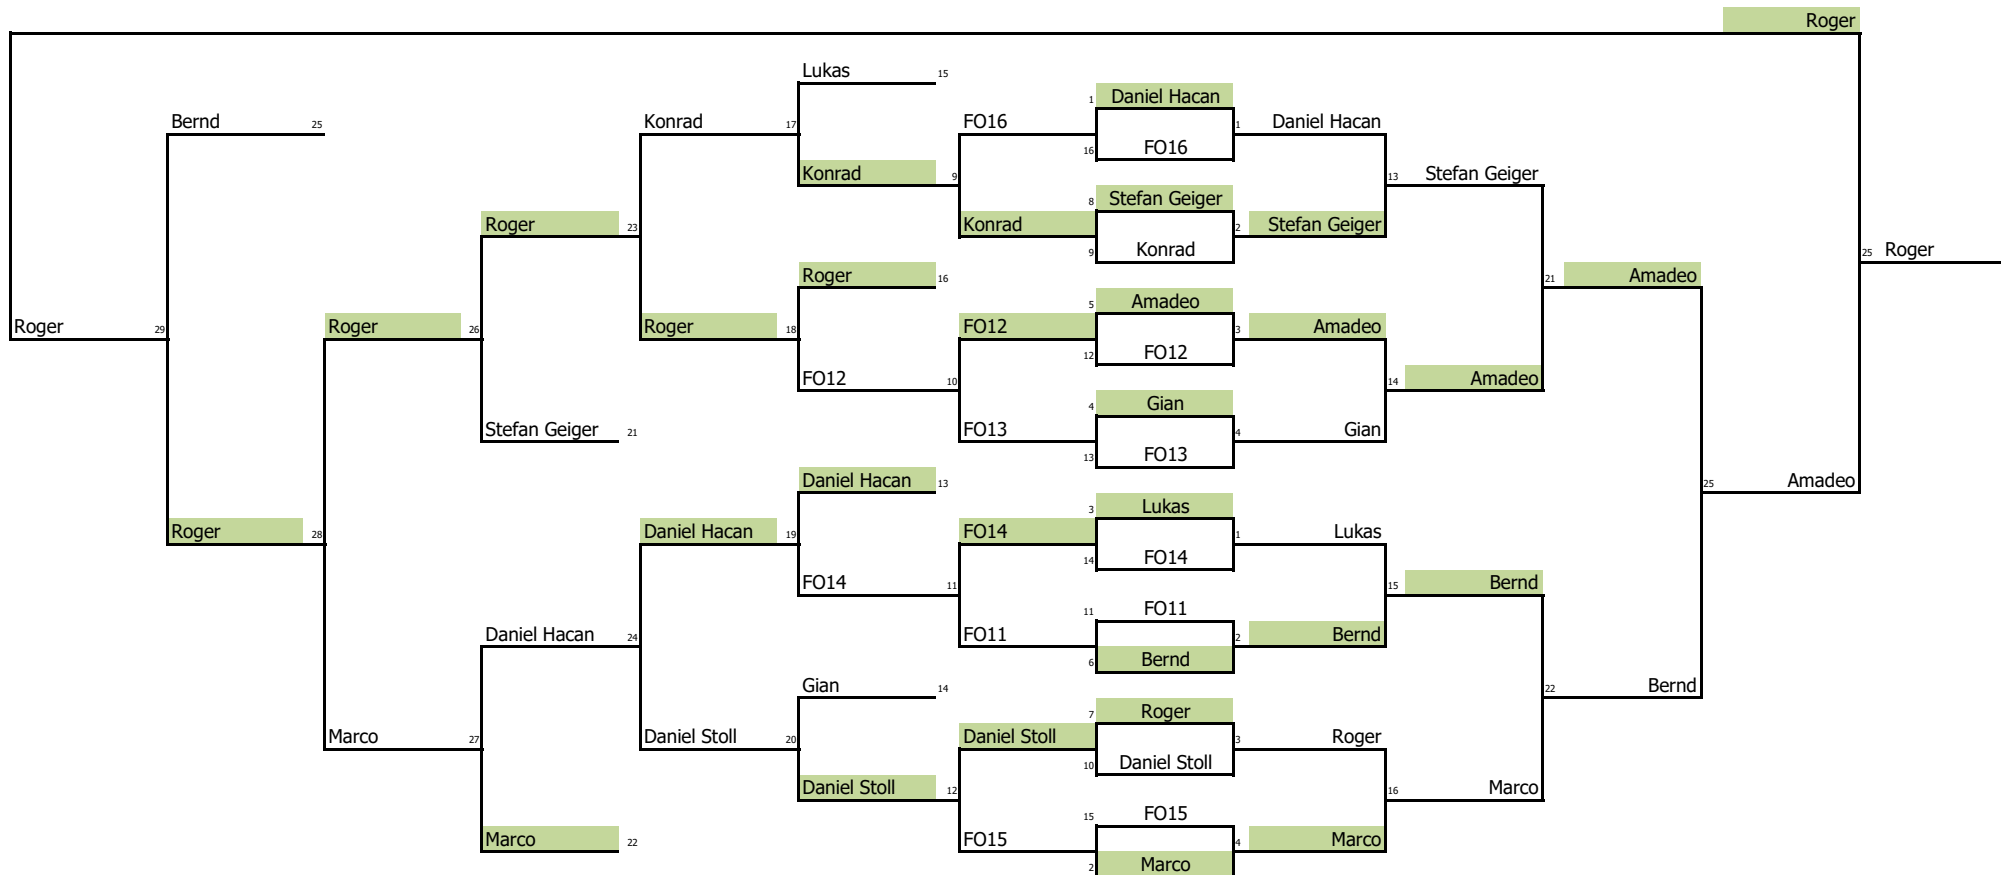 Roger
Lukas 15
1 Daniel Hacan
Bernd 25
Konrad 17
FO16
1 Daniel Hacan
16 FO16
Konrad 9
13 Stefan Geiger
8 Stefan Geiger
Roger 23
Konrad
2 Stefan Geiger
9 Konrad
25 Roger
Roger 16
21 Amadeo
5 Amadeo
Roger 29
Roger 26
Roger 18
FO12
3 Amadeo
12 FO12
FO12 10
14 Amadeo
4 Gian
Stefan Geiger 21
FO13
4 Gian
13 FO13
Daniel Hacan 13
25 Amadeo
3 Lukas
Roger 28
Daniel Hacan 19
FO14
1 Lukas
14 FO14
FO14 11
15 Bernd
11 FO11
Daniel Hacan 24
FO11
2 Bernd
6 Bernd
Gian 14
22 Bernd
7 Roger
Marco 27
Daniel Stoll 20
Daniel Stoll
3 Roger
10 Daniel Stoll
Daniel Stoll 12
16 Marco
15 FO15
Marco 22
FO15
4 Marco
2 Marco